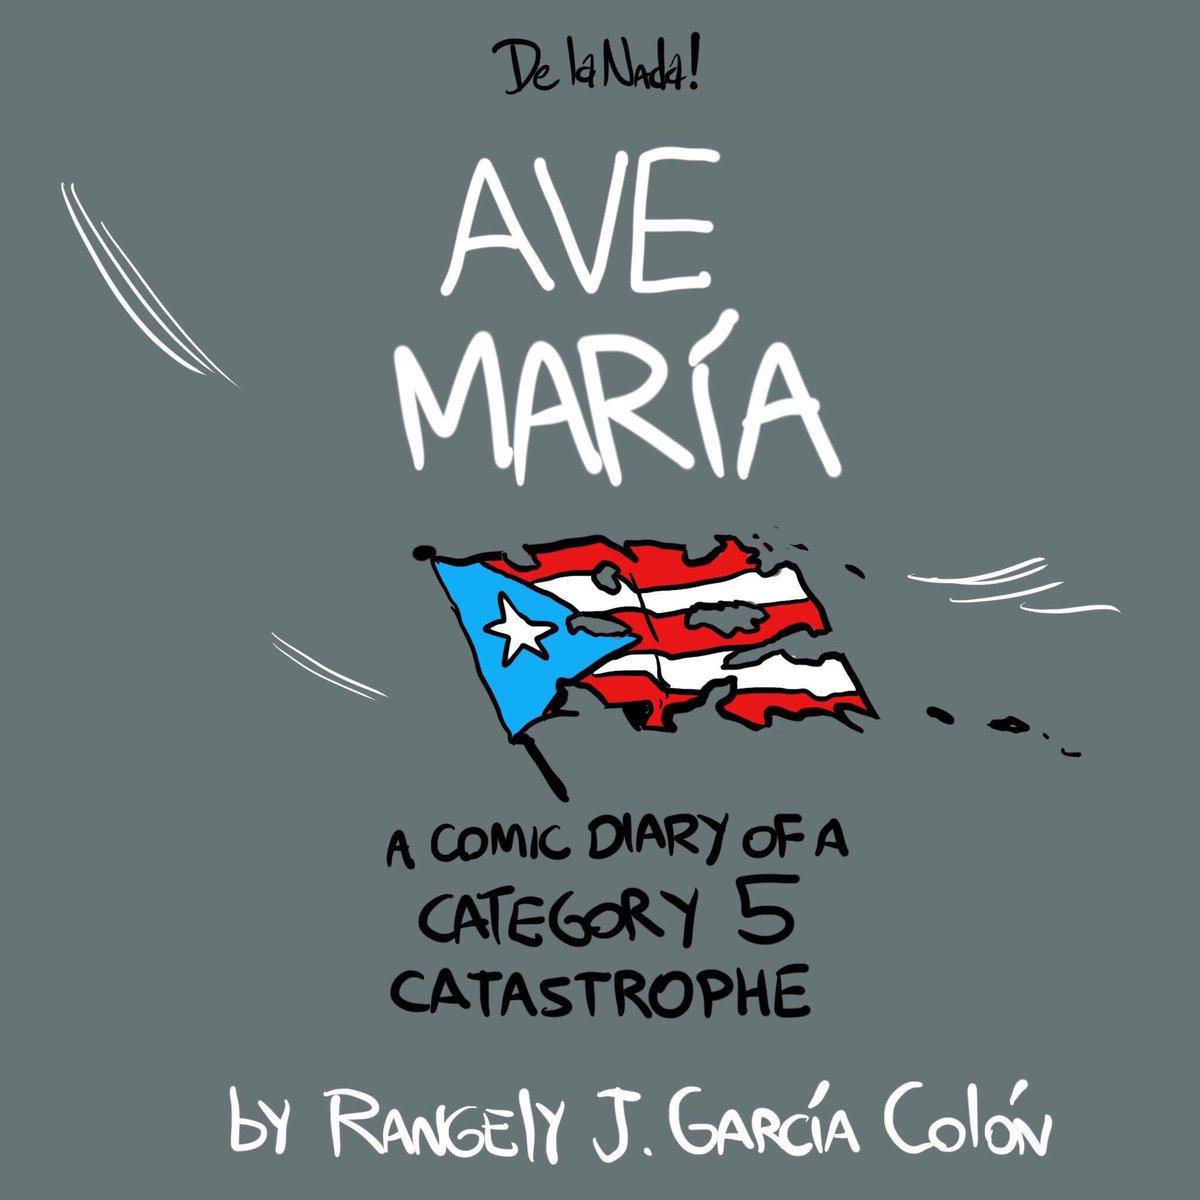 De la Nada!
AVE
MARÍA
A COMIC DIARY OF A
CATEGORY 5
CATASTROPHE
by RANGELY J. GARCÍA COLÓN